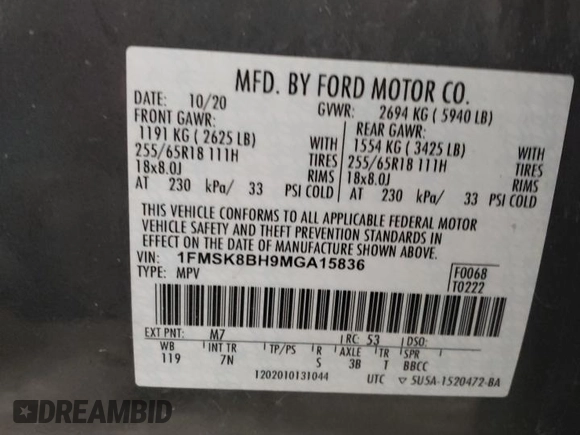 MFD. BY FORD MOTOR CO.
DATE: 10/20 GVWR: 2694 KG ( 5940 LB)
FRONT GAWR: REAR GAWR:
1191 KG ( 2625 LB) WITH 1554 KG ( 3425 LB) WITH
255/65R18 111H TIRES 255/65R18 111H TIRES
18x8.0J RIMS 18x8.0J RIMS
AT 230 kPa/ 33 PSI COLD AT 230 kPa/ 33 PSI COLD
THIS VEHICLE CONFORMS TO ALL APPLICABLE FEDERAL MOTOR
VEHICLE SAFETY AND THEFT PREVENTION STANDARDS IN
EFFECT ON THE DATE OF MANUFACTURE SHOWN ABOVE.
VIN: 1FMSK8BH9MGA15836
TYPE: MPV
F0068
T0222
EXT PNT: M7 RC: 53 DSO:
WB INT TR TP/PS R AXLE TR SPR
119 7N S 3B T BBCC
1202010131044 UTC 5U5A-1520472-BA
DREAMBID